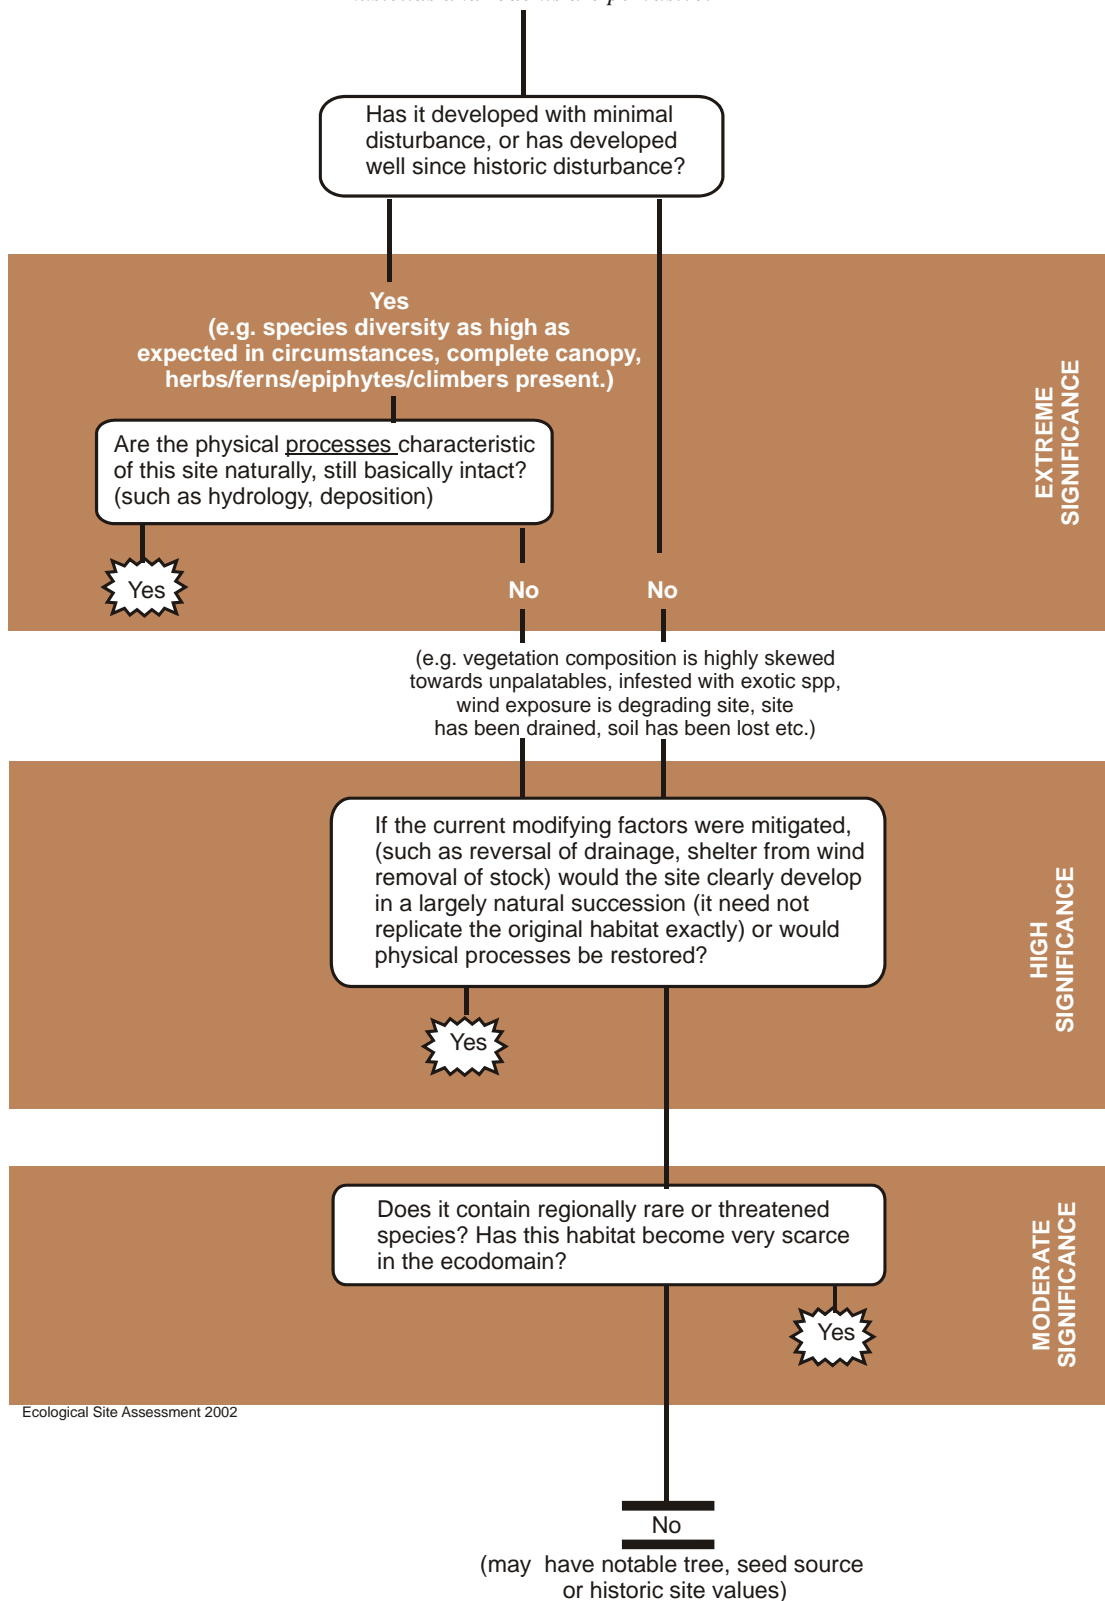 Has it developed with minimal
disturbance, or has developed
well since historic disturbance?
Yes
(e.g. species diversity as high as
expected in circumstances, complete canopy,
herbs/ferns/epiphytes/climbers present.)
Are the physical processes characteristic
of this site naturally, still basically intact?
(such as hydrology, deposition)
Yes
No
No
EXTREME
SIGNIFICANCE
(e.g. vegetation composition is highly skewed
towards unpalatables, infested with exotic spp,
wind exposure is degrading site, site
has been drained, soil has been lost etc.)
If the current modifying factors were mitigated,
(such as reversal of drainage, shelter from wind
removal of stock) would the site clearly develop
in a largely natural succession (it need not
replicate the original habitat exactly) or would
physical processes be restored?
Yes
HIGH
SIGNIFICANCE
Does it contain regionally rare or threatened
species? Has this habitat become very scarce
in the ecodomain?
Yes
MODERATE
SIGNIFICANCE
Ecological Site Assessment 2002
No
(may have notable tree, seed source
or historic site values)